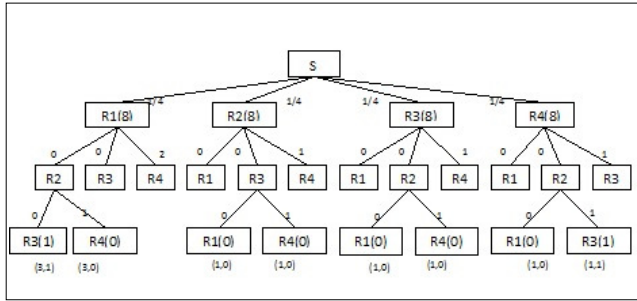 S
1/4 1/4 1/4 1/4
R1(8) R2(8) R3(8) R4(8)
0 0 2 0 0 1 0 0 1 0 0 1
R2 R3 R4 R1 R3 R4 R1 R2 R4 R1 R2 R3
0 1 0 1 0 1 0 1
R3(1) R4(0) R1(0) R4(0) R1(0) R4(0) R1(0) R3(1)
(3,1) (3,0) (1,0) (1,0) (1,0) (1,0) (1,0) (1,1)